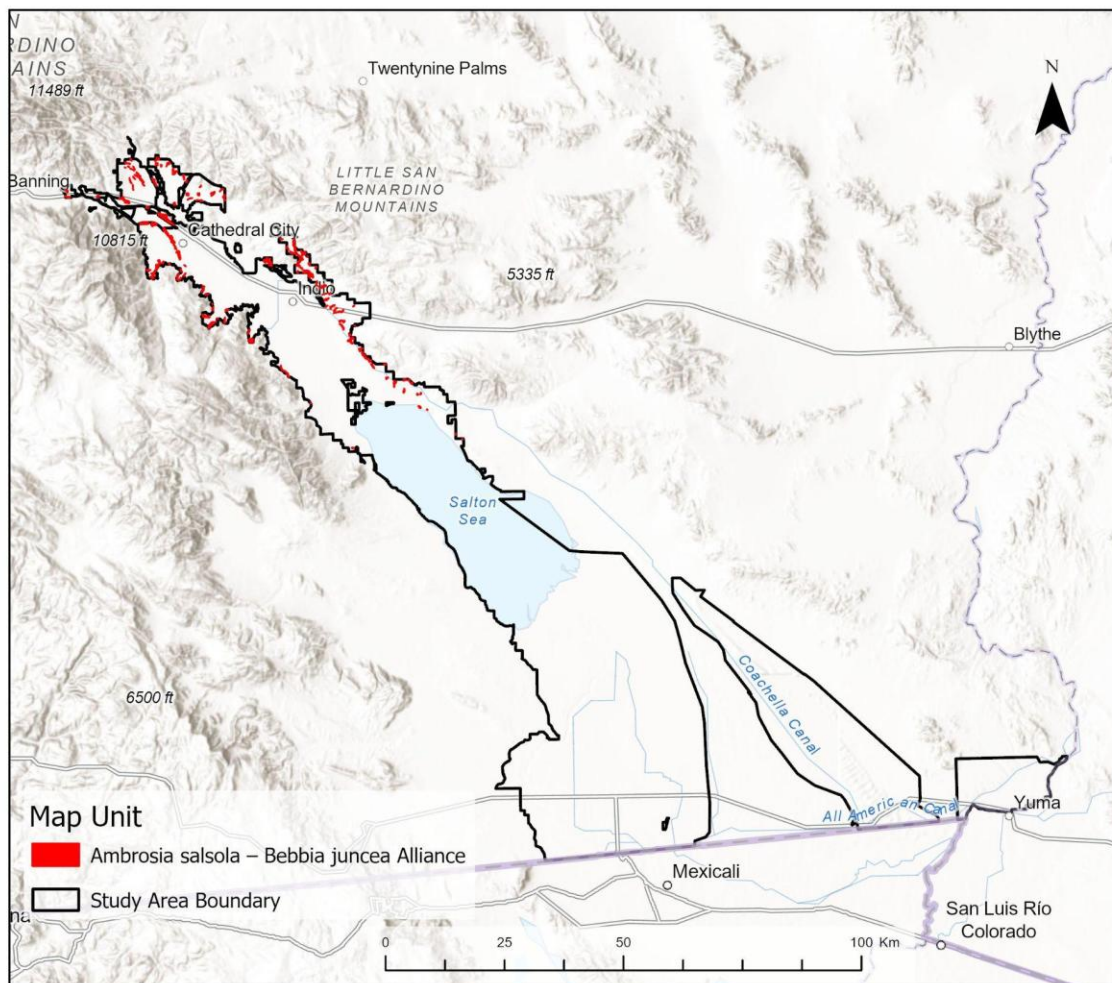 N
RDINO
AINS
11489 ft
Twentynine Palms
N
LITTLE SAN
BERNARDINO
MOUNTAINS
Banning
10815 ft
Cathedral City
5335 ft
Indio
Blythe
Salton
Sea
6500 ft
Coachella Canal
All American Canal
Yuma
Map Unit
Ambrosia salsola – Bebbia juncea Alliance
Study Area Boundary
Mexicali
na
San Luis Río
Colorado
0 25 50 100 Km